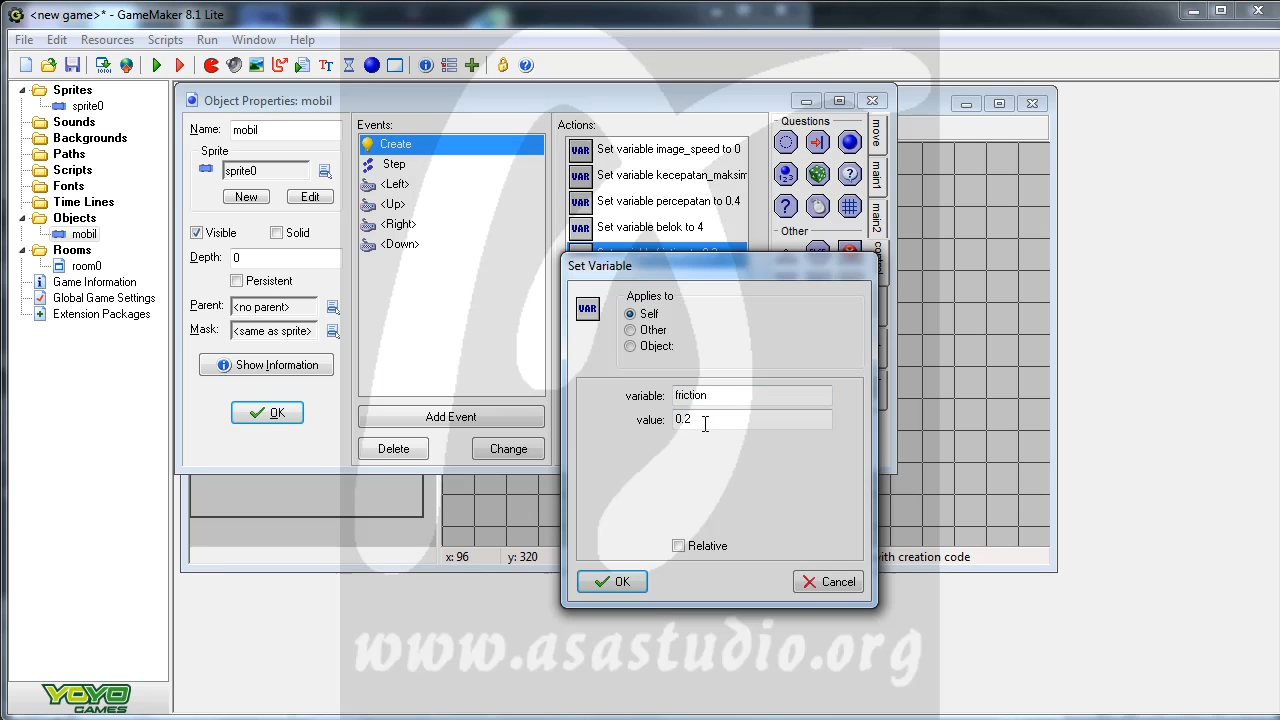 <new game>* - GameMaker 8.1 Lite
File Edit Resources Scripts Run Window Help
Sprites
sprite0
Sounds
Backgrounds
Paths
Scripts
Fonts
Time Lines
Objects
mobil
Rooms
room0
Game Information
Global Game Settings
Extension Packages
YOYO
GAMES
Object Properties: mobil
Name: mobil
Sprite
sprite0
New Edit
Visible Solid
Depth: 0
Persistent
Parent: <no parent>
Mask: <same as sprite>
Show Information
OK
Events:
Create
Step
<Left>
<Up>
<Right>
<Down>
Add Event
Delete Change
Actions:
VAR Set variable image_speed to 0
VAR Set variable kecepatan_maksim
VAR Set variable percepatan to 0.4
VAR Set variable belok to 4
Questions
Other
move
main1
main2
Set Variable
VAR
Applies to
Self
Other
Object:
variable: friction
value: 0.2
Relative
OK Cancel
x: 96 y: 320
with creation code
www.asastudio.org